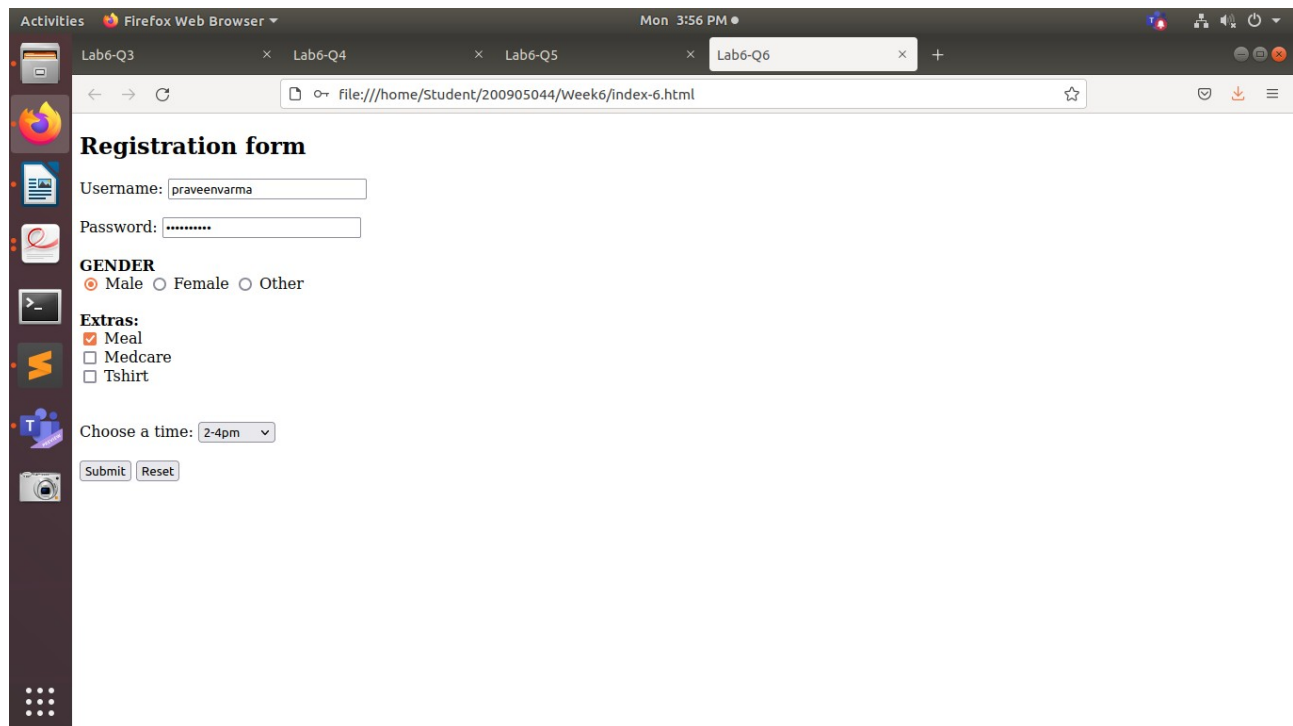 Activities Firefox Web Browser Mon 3:56 PM
Lab6-Q3 Lab6-Q4 Lab6-Q5 Lab6-Q6
file:///home/Student/200905044/Week6/index-6.html
Registration form
Username: praveenvarma
Password: ••••••••••
GENDER
Male Female Other
Extras:
Meal
Medcare
Tshirt
Choose a time: 2-4pm
Submit Reset